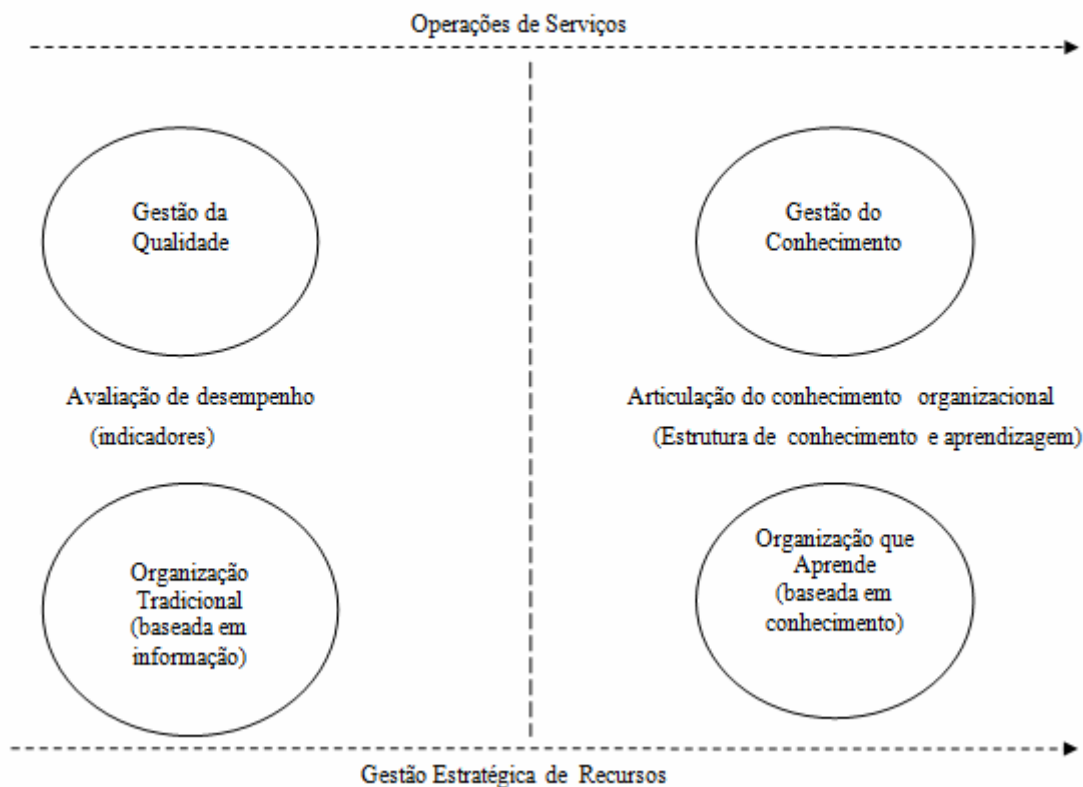 Operações de Serviços
Gestão da
Qualidade
Gestão do
Conhecimento
Avaliação de desempenho
(indicadores)
Articulação do conhecimento organizacional
(Estrutura de conhecimento e aprendizagem)
Organização
Tradicional
(baseada em
informação)
Organização que
Aprende
(baseada em
conhecimento)
Gestão Estratégica de Recursos